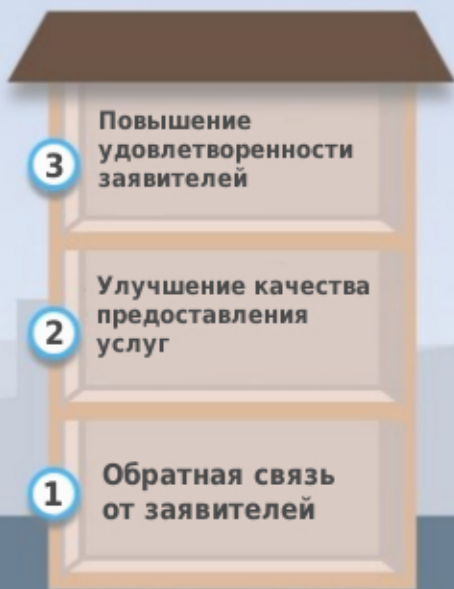 3
Повышение
удовлетворенности
заявителей
2
Улучшение качества
предоставления
услуг
1
Обратная связь
от заявителей